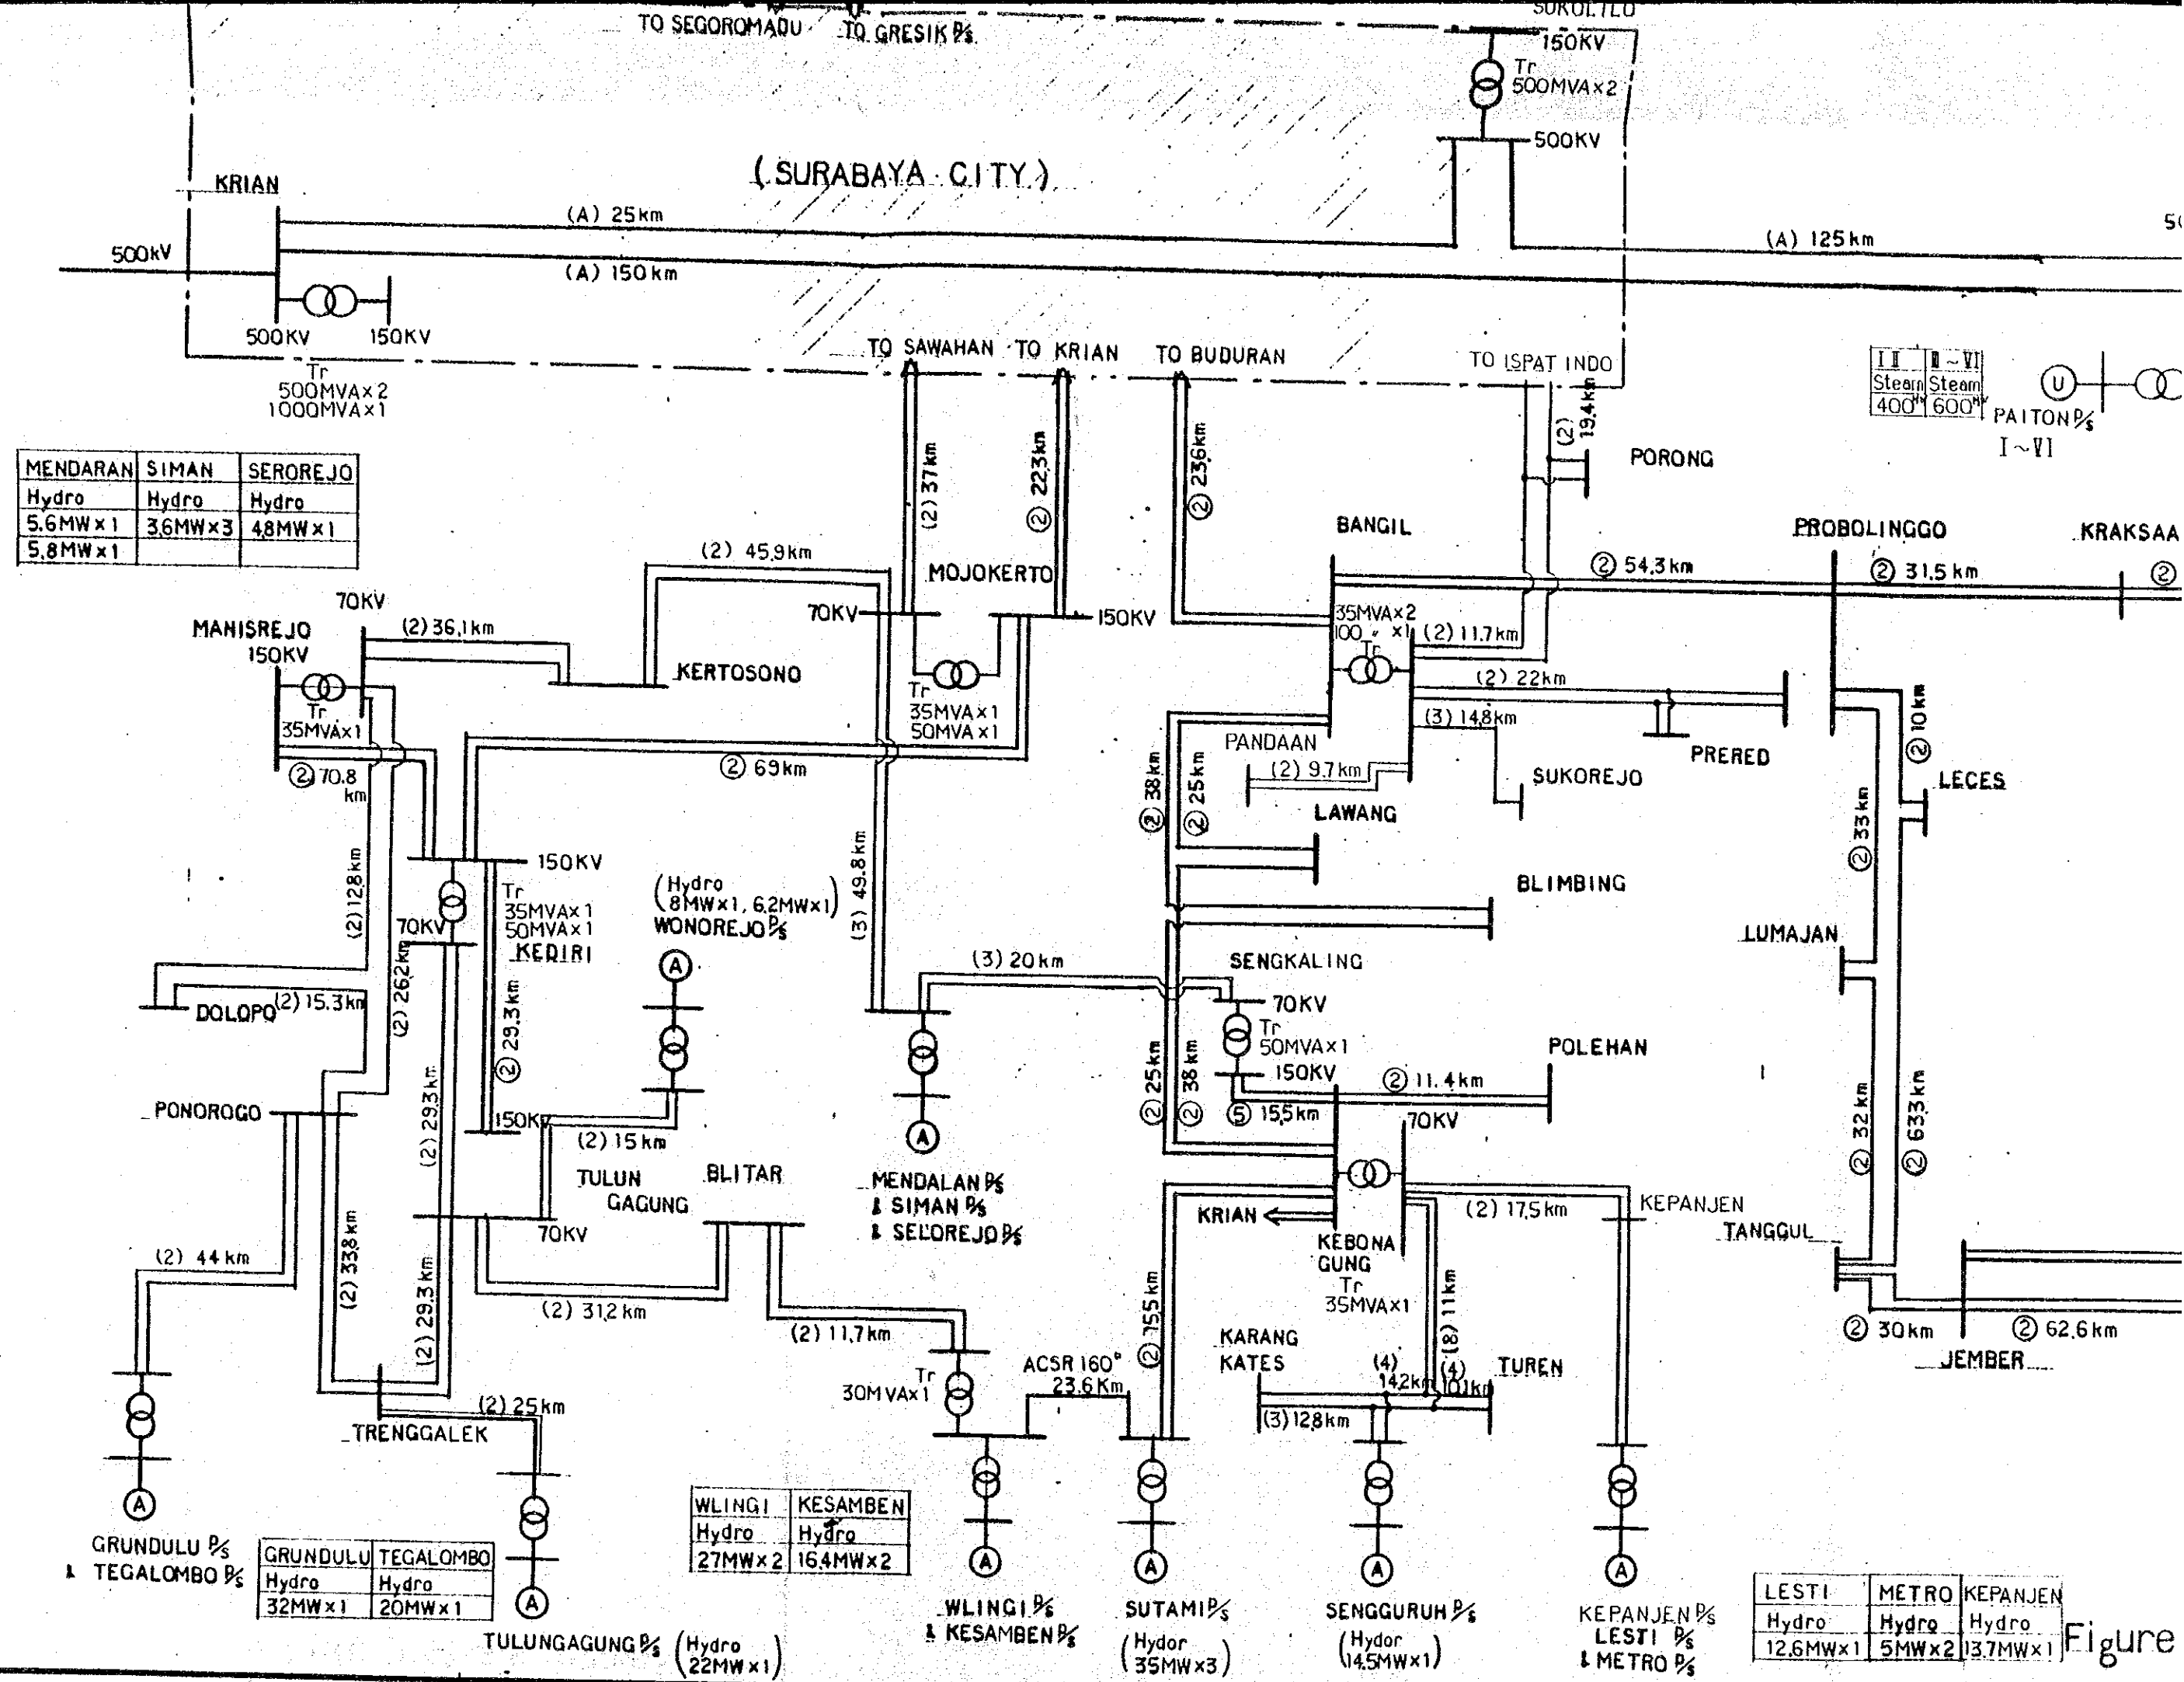 SUKOLILO
TO SEGOROMADU
TO GRESIK P/S
150KV
Tr
500MVA×2
500KV
(SURABAYA CITY)
KRIAN
(A) 25km
(A) 125km
500KV
(A) 150km
500KV
150KV
Tr
500MVA×2
1000MVA×1
TO SAWAHAN
TO KRIAN
TO BUDURAN
TO ISPAT INDO
I II
III~VI
Steam
Steam
400MW
600MW
U
PAITON P/S
I~VI
MENDARAN
SIMAN
SEROREJO
Hydro
Hydro
Hydro
5.6MW×1
3.6MW×3
4.8MW×1
5.8MW×1
(2) 37km
② 22.3km
② 23.6km
(2) 19.4km
PORONG
BANGIL
PROBOLINGGO
KRAKSAA
② 54.3km
② 31.5km
②
(2) 45.9km
MOJOKERTO
70KV
150KV
Tr
35MVA×1
50MVA×1
70KV
MANISREJO
150KV
(2) 36.1km
KERTOSONO
Tr
35MVA×1
② 70.8
km
② 69km
35MVA×2
100 〃 ×1
Tr
(2) 11.7km
(2) 22km
(3) 14.8km
PRERED
SUKOREJO
PANDAAN
(2) 9.7km
② 10km
LECES
② 33km
② 38km
② 25km
LAWANG
BLIMBING
LUMAJAN
(2) 12.8km
150KV
Tr
35MVA×1
50MVA×1
70KV
KEDIRI
(Hydro
8MW×1, 6.2MW×1)
WONOREJO P/S
A
(3) 49.8km
(3) 20km
SENGKALING
70KV
Tr
50MVA×1
150KV
DOLOPO
(2) 15.3km
(2) 26.2km
② 29.3km
② 25km
② 38km
POLEHAN
② 11.4km
⑤ 15.5km
70KV
② 32km
② 63.3km
PONOROGO
(2) 29.3km
150KV
(2) 15km
TULUN
GAGUNG
BLITAR
70KV
A
MENDALAN P/S
& SIMAN P/S
& SELOREJO P/S
KRIAN
KEBONA
GUNG
Tr
35MVA×1
(2) 17.5km
KEPANJEN
TANGGUL
(2) 44km
(2) 33.8km
(2) 29.3km
(2) 31.2km
(2) 11.7km
② 75.5km
(8) 11km
② 30km
② 62.6km
JEMBER
KARANG
KATES
(4)
14.2km
(4)
10.1km
TUREN
(3) 12.8km
Tr
30MVA×1
ACSR 160□
23.6Km
(2) 25km
TRENGGALEK
A
GRUNDULU P/S
& TEGALOMBO P/S
GRUNDULU
TEGALOMBO
Hydro
Hydro
32MW×1
20MW×1
A
TULUNGAGUNG P/S
(Hydro
22MW×1)
WLINGI
KESAMBEN
Hydro
Hydro
27MW×2
16.4MW×2
A
WLINGI P/S
& KESAMBEN P/S
A
SUTAMI P/S
(Hydor
35MW×3)
A
SENGGURUH P/S
(Hydor
14.5MW×1)
A
KEPANJEN P/S
LESTI P/S
& METRO P/S
LESTI
METRO
KEPANJEN
Hydro
Hydro
Hydro
12.6MW×1
5MW×2
13.7MW×1
Figure